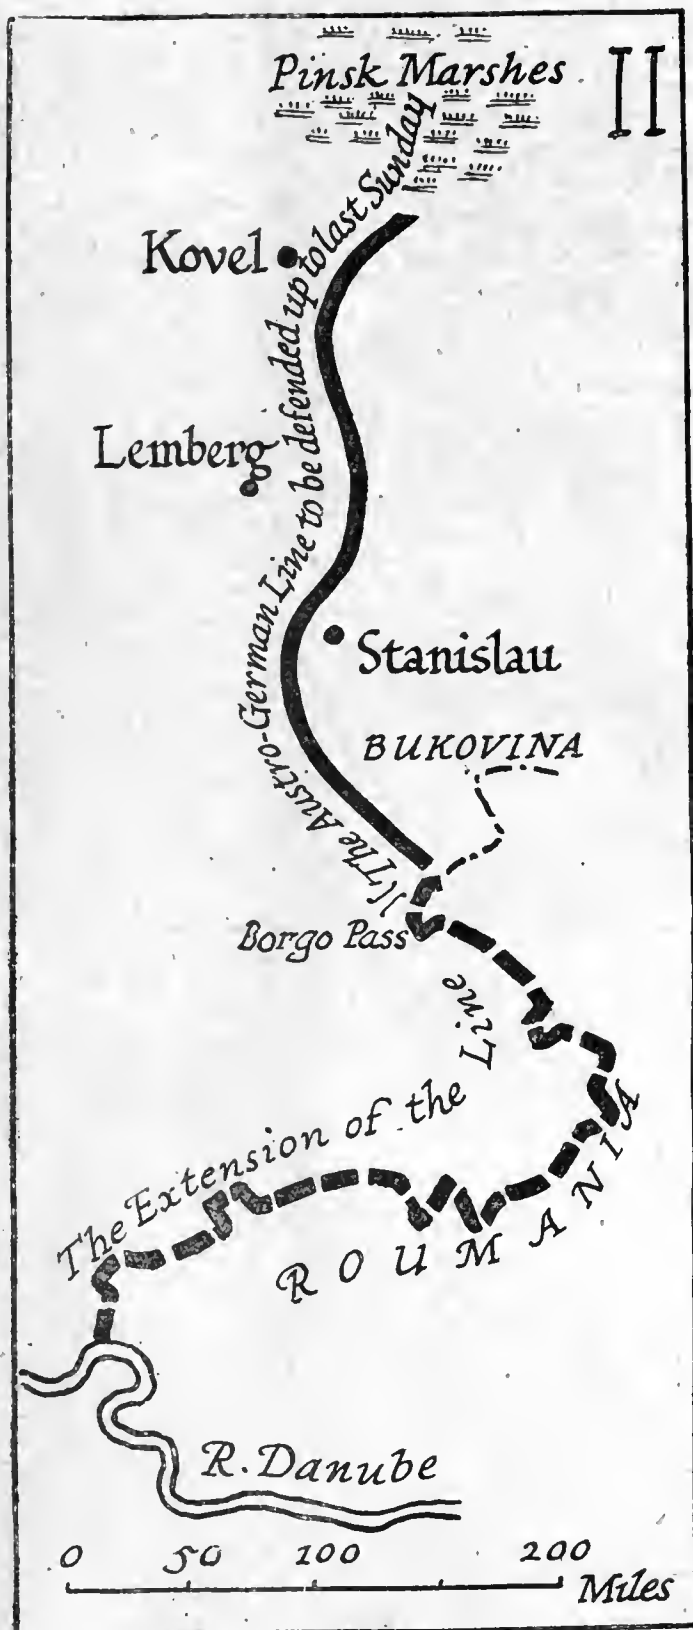 Pinsk Marshes
II
Kovel
The Austro-German Line to be defended up to last Sunday
Lemberg
Stanislau
BUKOVINA
Borgo Pass
The Extension of the Line
ROUMANIA
R. Danube
0 50 100 200
Miles